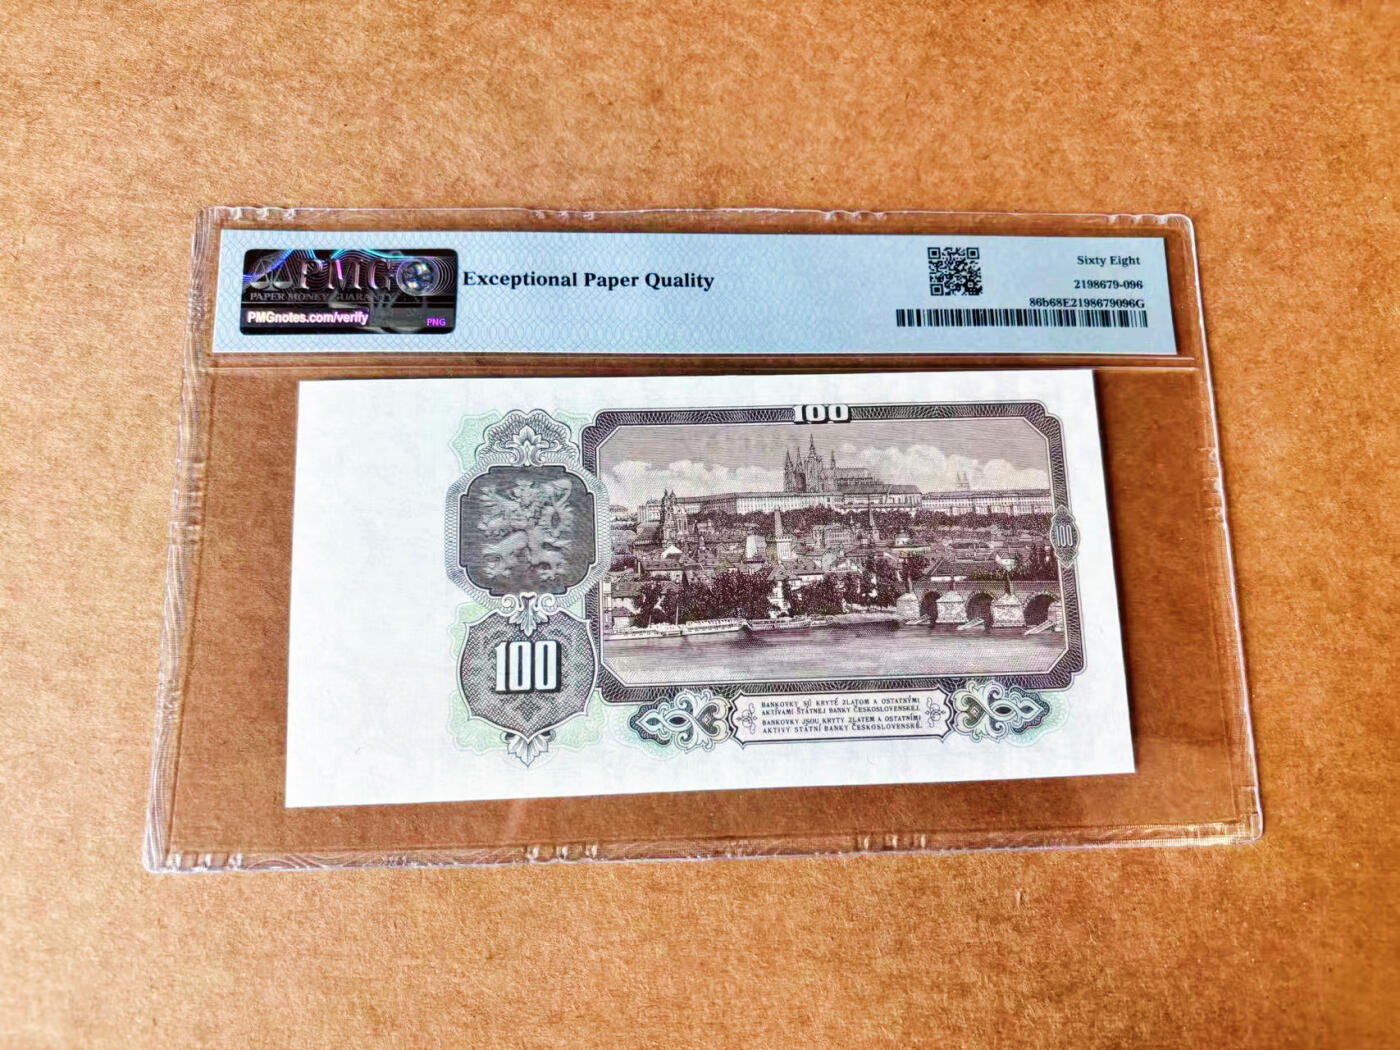 PMG
PAPER MONEY GUARANTY
PMGnotes.com/verify
PNG
Exceptional Paper Quality
Sixty Eight
2198679-096
86b68E2198679096G
100
100
100
BANKOVKY SÚ KRYTÉ ZLATOM A OSTATNÝMI
AKTÍVAMI ŠTÁTNEJ BANKY ČESKOSLOVENSKEJ.
BANKOVKY JSOU KRYTY ZLATEM A OSTATNÍMI
AKTIVY STÁTNÍ BANKY ČESKOSLOVENSKÉ.